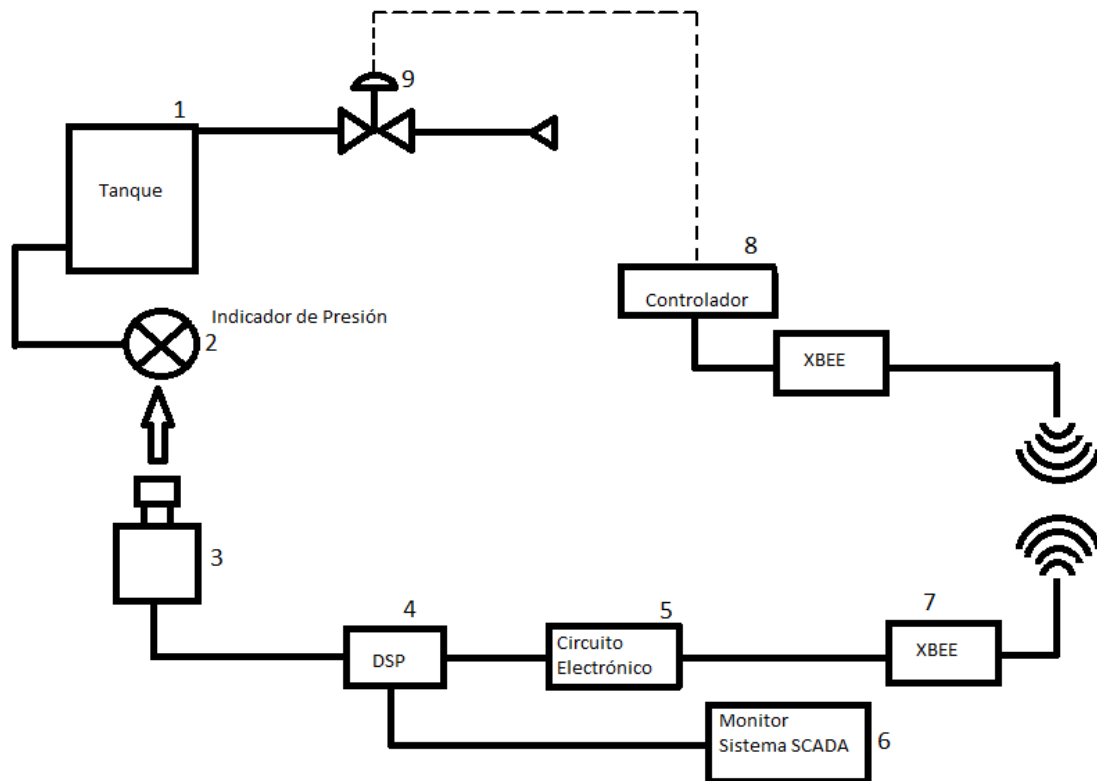 9
1
Tanque
8
Controlador
Indicador de Presión
2
XBEE
3
4
DSP
5
Circuito
Electrónico
7
XBEE
Monitor
Sistema SCADA
6